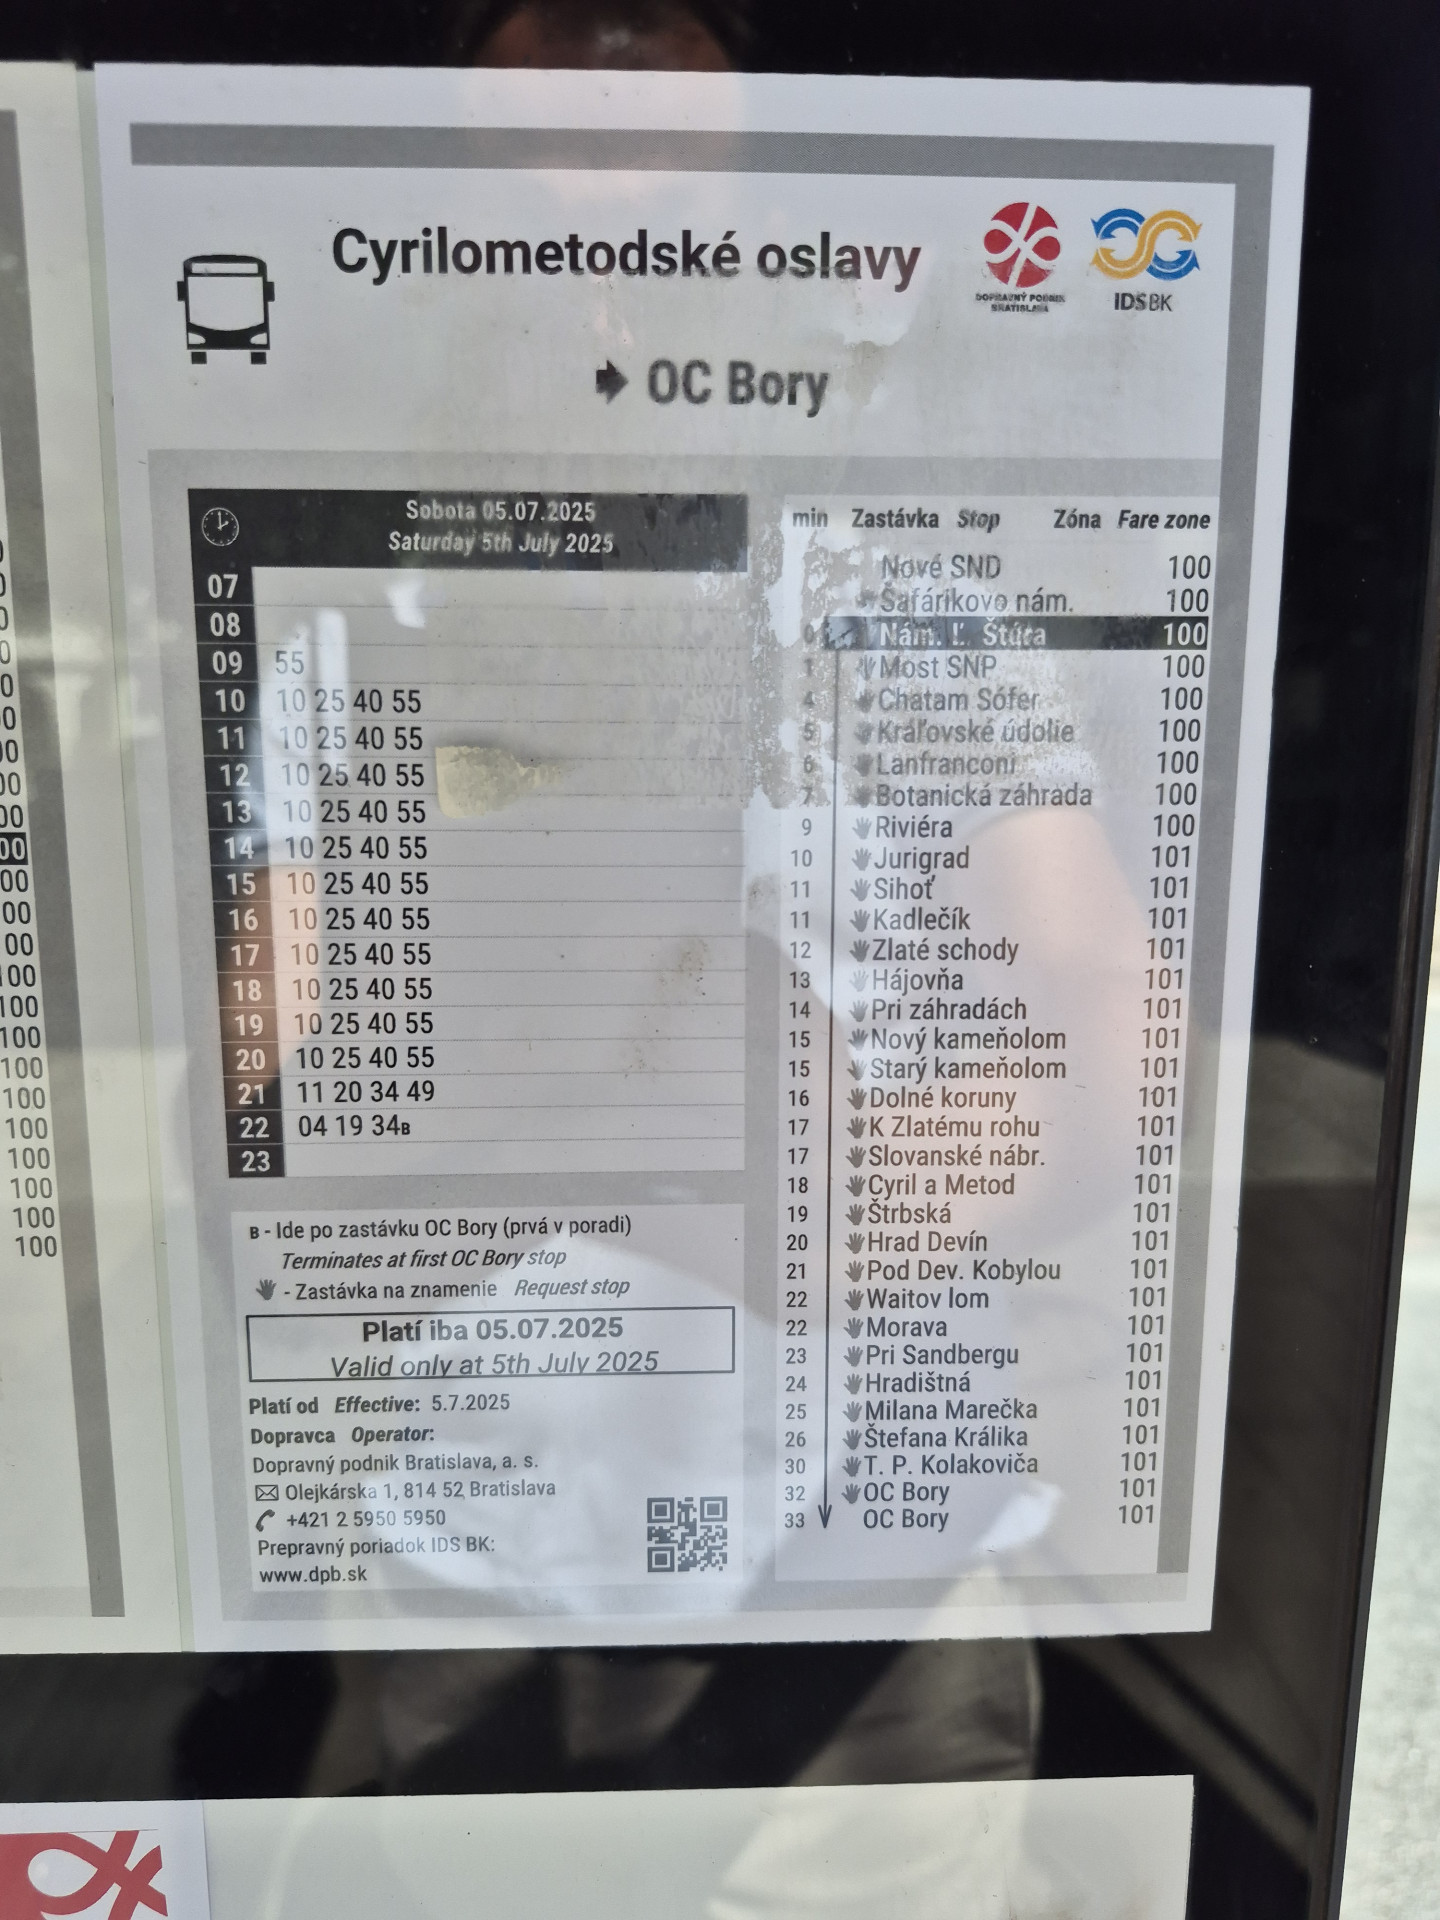 Cyrilometodské oslavy
DOPRAVNÝ PODNIK
BRATISLAVA
IDS BK
OC Bory
Sobota 05.07.2025
Saturday 5th July 2025
07
08
09 55
10 10 25 40 55
11 10 25 40 55
12 10 25 40 55
13 10 25 40 55
14 10 25 40 55
15 10 25 40 55
16 10 25 40 55
17 10 25 40 55
18 10 25 40 55
19 10 25 40 55
20 10 25 40 55
21 11 20 34 49
22 04 19 34B
23
B - Ide po zastávku OC Bory (prvá v poradí)
Terminates at first OC Bory stop
- Zastávka na znamenie Request stop
Platí iba 05.07.2025
Valid only at 5th July 2025
Platí od Effective: 5.7.2025
Dopravca Operator:
Dopravný podnik Bratislava, a. s.
Olejkárska 1, 814 52 Bratislava
+421 2 5950 5950
Prepravný poriadok IDS BK:
www.dpb.sk
min Zastávka Stop Zóna Fare zone
Nové SND 100
Šafárikovo nám. 100
0 Nám. Ľ. Štúra 100
1 Most SNP 100
4 Chatam Sófer 100
5 Kráľovské údolie 100
6 Lanfranconi 100
7 Botanická záhrada 100
9 Riviéra 100
10 Jurigrad 101
11 Sihoť 101
11 Kadlečík 101
12 Zlaté schody 101
13 Hájovňa 101
14 Pri záhradách 101
15 Nový kameňolom 101
15 Starý kameňolom 101
16 Dolné koruny 101
17 K Zlatému rohu 101
17 Slovanské nábr. 101
18 Cyril a Metod 101
19 Štrbská 101
20 Hrad Devín 101
21 Pod Dev. Kobylou 101
22 Waitov lom 101
22 Morava 101
23 Pri Sandbergu 101
24 Hradištná 101
25 Milana Marečka 101
26 Štefana Králika 101
30 T. P. Kolakoviča 101
32 OC Bory 101
33 OC Bory 101